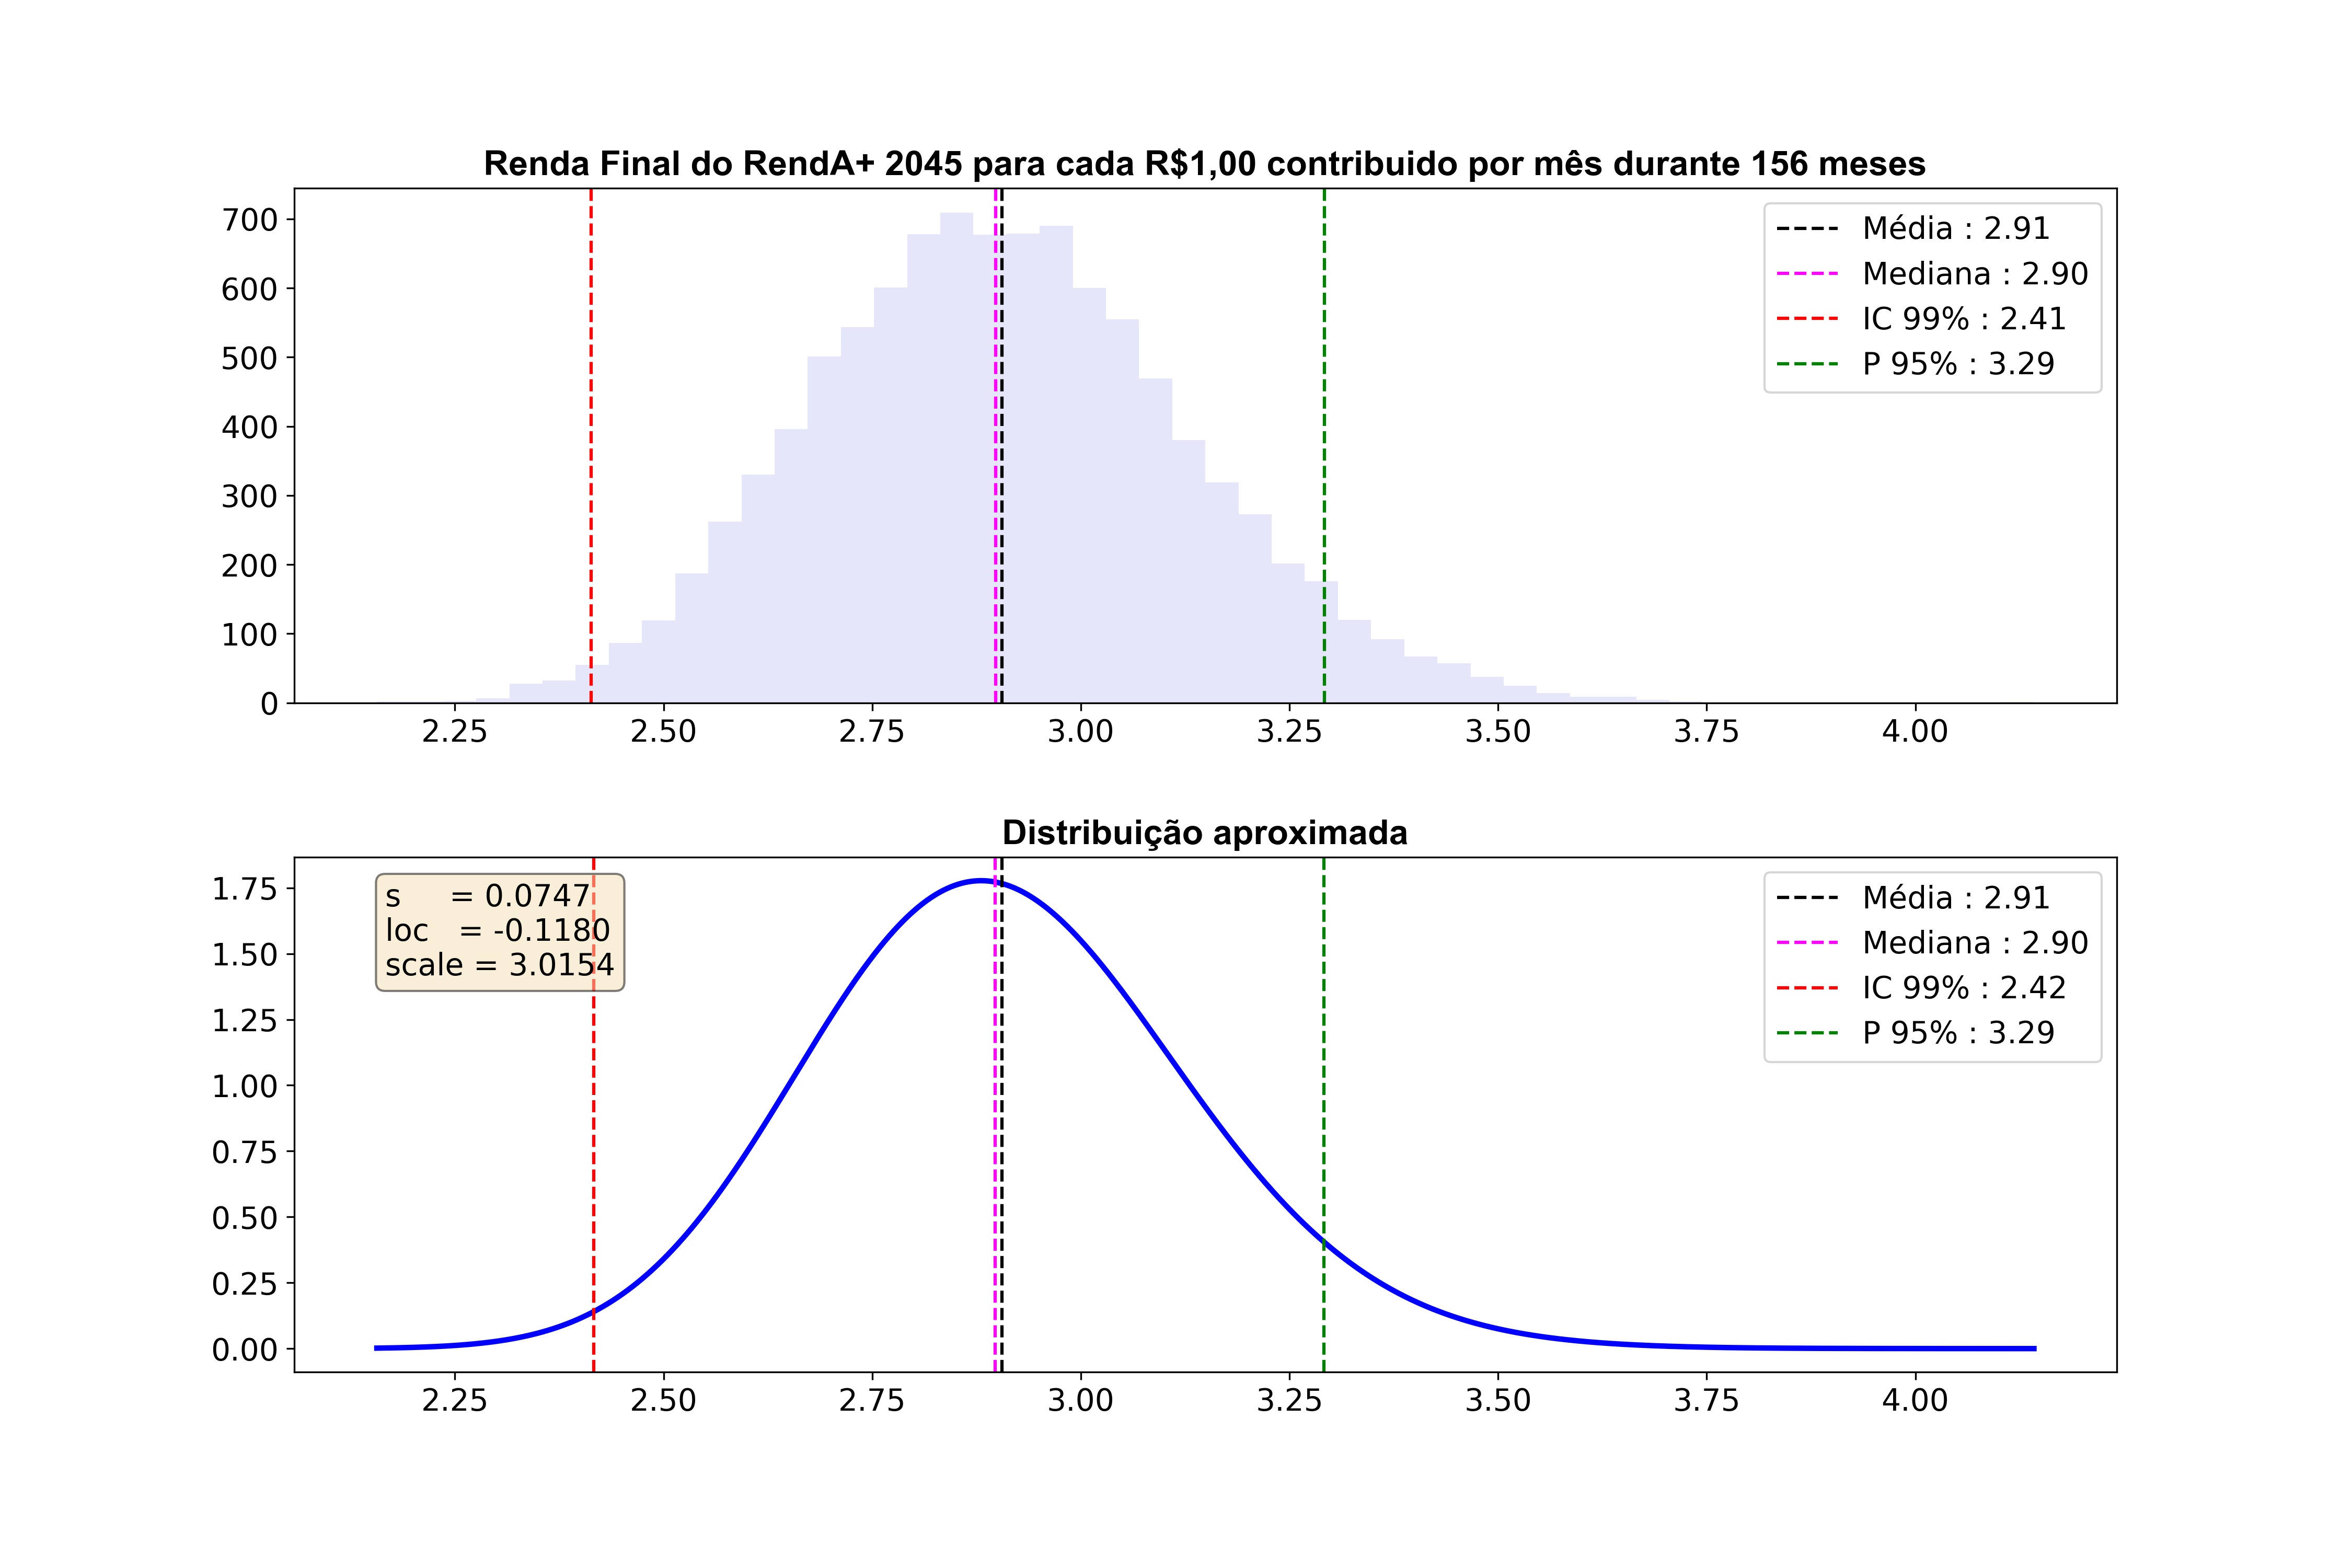 Renda Final do RendA+ 2045 para cada R$1,00 contribuido por mês durante 156 meses
700
600
500
400
300
200
100
0
Média : 2.91
Mediana : 2.90
IC 99% : 2.41
P 95% : 3.29
2.25 2.50 2.75 3.00 3.25 3.50 3.75 4.00
Distribuição aproximada
1.75
1.50
1.25
1.00
0.75
0.50
0.25
0.00
s = 0.0747
loc = -0.1180
scale = 3.0154
Média : 2.91
Mediana : 2.90
IC 99% : 2.42
P 95% : 3.29
2.25 2.50 2.75 3.00 3.25 3.50 3.75 4.00